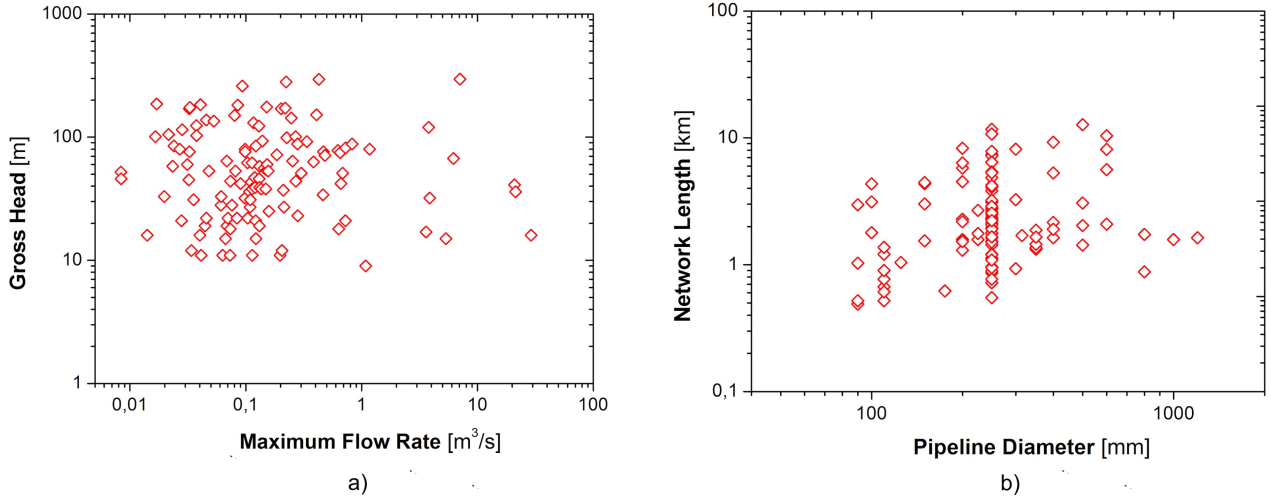 1000
100
10
1
Gross Head [m]
0,01 0,1 1 10 100
Maximum Flow Rate [m³/s]
a)
100
10
1
0,1
Network Length [km]
100 1000
Pipeline Diameter [mm]
b)